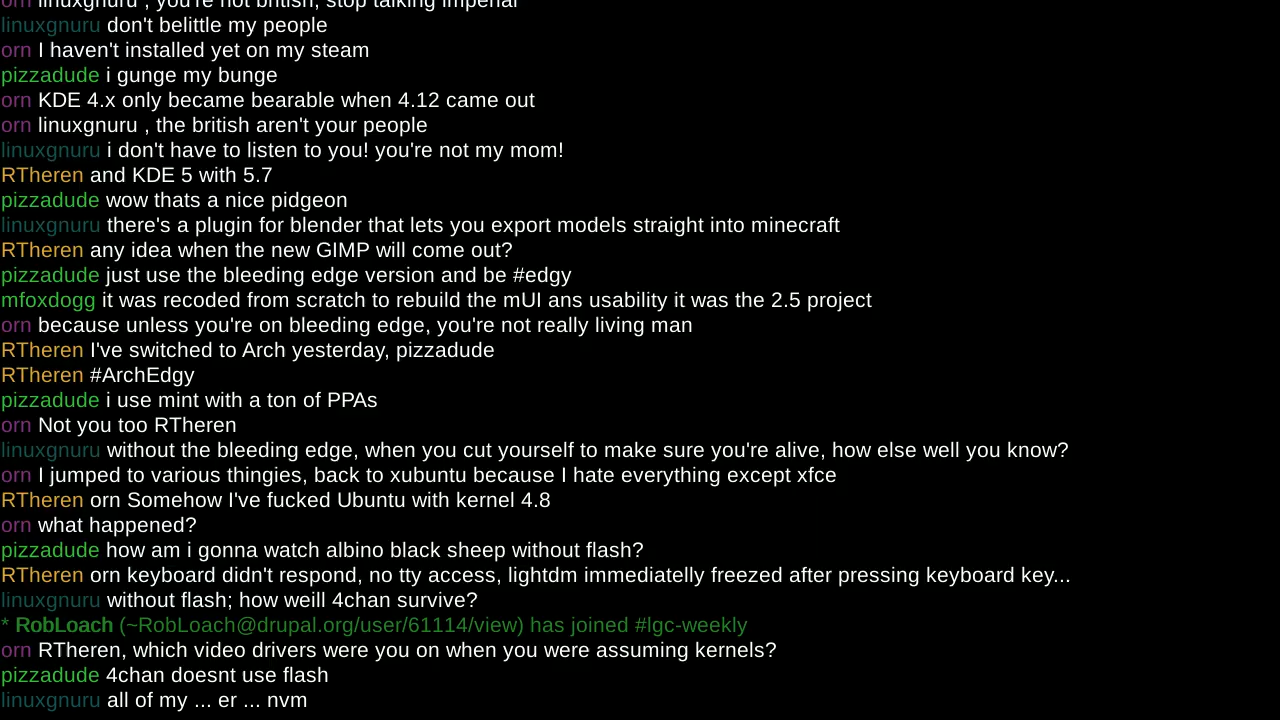 orn linuxgnuru , you're not british, stop talking imperial
linuxgnuru don't belittle my people
orn I haven't installed yet on my steam
pizzadude i gunge my bunge
orn KDE 4.x only became bearable when 4.12 came out
orn linuxgnuru , the british aren't your people
linuxgnuru i don't have to listen to you! you're not my mom!
RTheren and KDE 5 with 5.7
pizzadude wow thats a nice pidgeon
linuxgnuru there's a plugin for blender that lets you export models straight into minecraft
RTheren any idea when the new GIMP will come out?
pizzadude just use the bleeding edge version and be #edgy
mfoxdogg it was recoded from scratch to rebuild the mUI ans usability it was the 2.5 project
orn because unless you're on bleeding edge, you're not really living man
RTheren I've switched to Arch yesterday, pizzadude
RTheren #ArchEdgy
pizzadude i use mint with a ton of PPAs
orn Not you too RTheren
linuxgnuru without the bleeding edge, when you cut yourself to make sure you're alive, how else well you know?
orn I jumped to various thingies, back to xubuntu because I hate everything except xfce
RTheren orn Somehow I've fucked Ubuntu with kernel 4.8
orn what happened?
pizzadude how am i gonna watch albino black sheep without flash?
RTheren orn keyboard didn't respond, no tty access, lightdm immediatelly freezed after pressing keyboard key...
linuxgnuru without flash; how weill 4chan survive?
* RobLoach (~RobLoach@drupal.org/user/61114/view) has joined #lgc-weekly
orn RTheren, which video drivers were you on when you were assuming kernels?
pizzadude 4chan doesnt use flash
linuxgnuru all of my ... er ... nvm